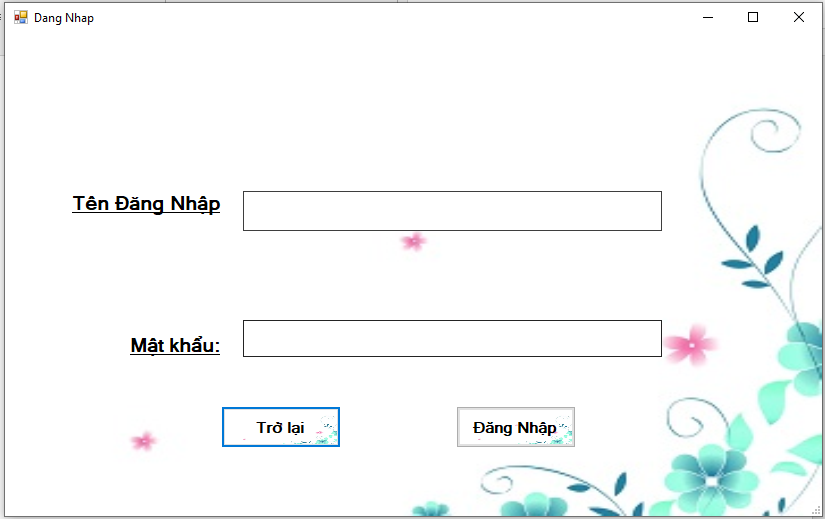 Dang Nhap
Tên Đăng Nhập
Mật khẩu:
Trở lại
Đăng Nhập